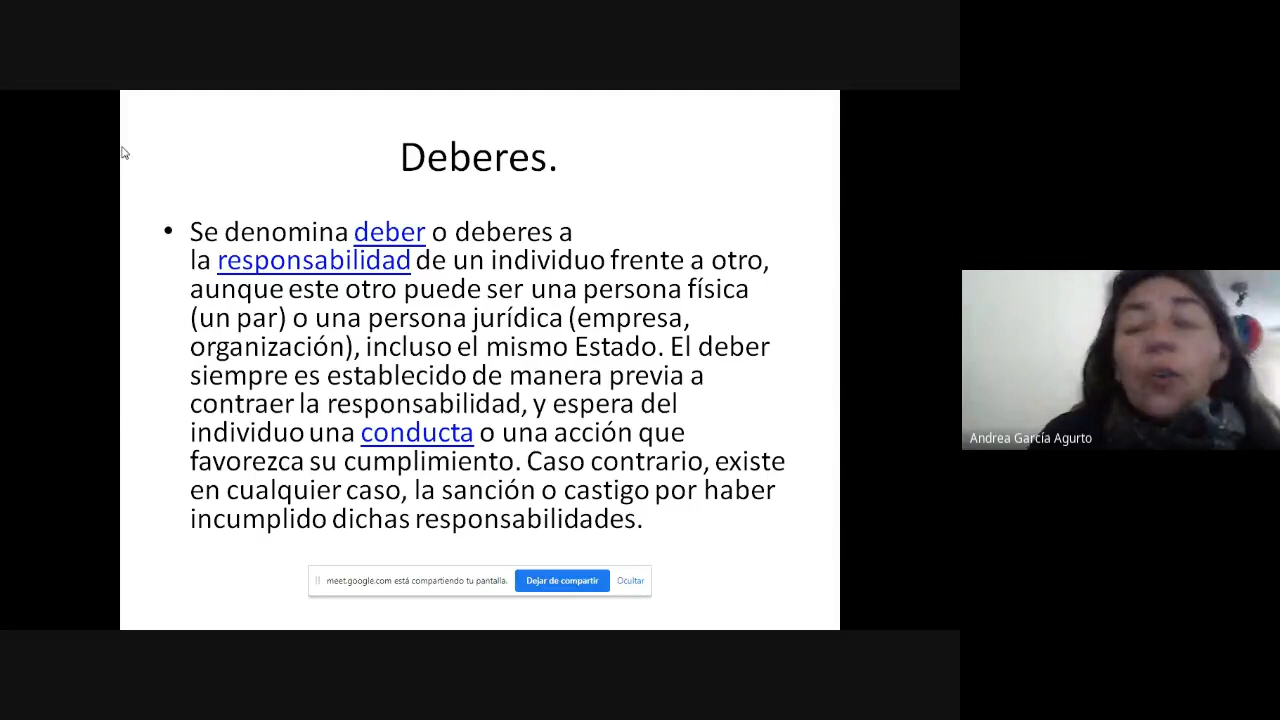 Deberes.
• Se denomina deber o deberes a
la responsabilidad de un individuo frente a otro,
aunque este otro puede ser una persona física
(un par) o una persona jurídica (empresa,
organización), incluso el mismo Estado. El deber
siempre es establecido de manera previa a
contraer la responsabilidad, y espera del
individuo una conducta o una acción que
favorezca su cumplimiento. Caso contrario, existe
en cualquier caso, la sanción o castigo por haber
incumplido dichas responsabilidades.
meet.google.com está compartiendo tu pantalla. Dejar de compartir Ocultar
Andrea García Agurto